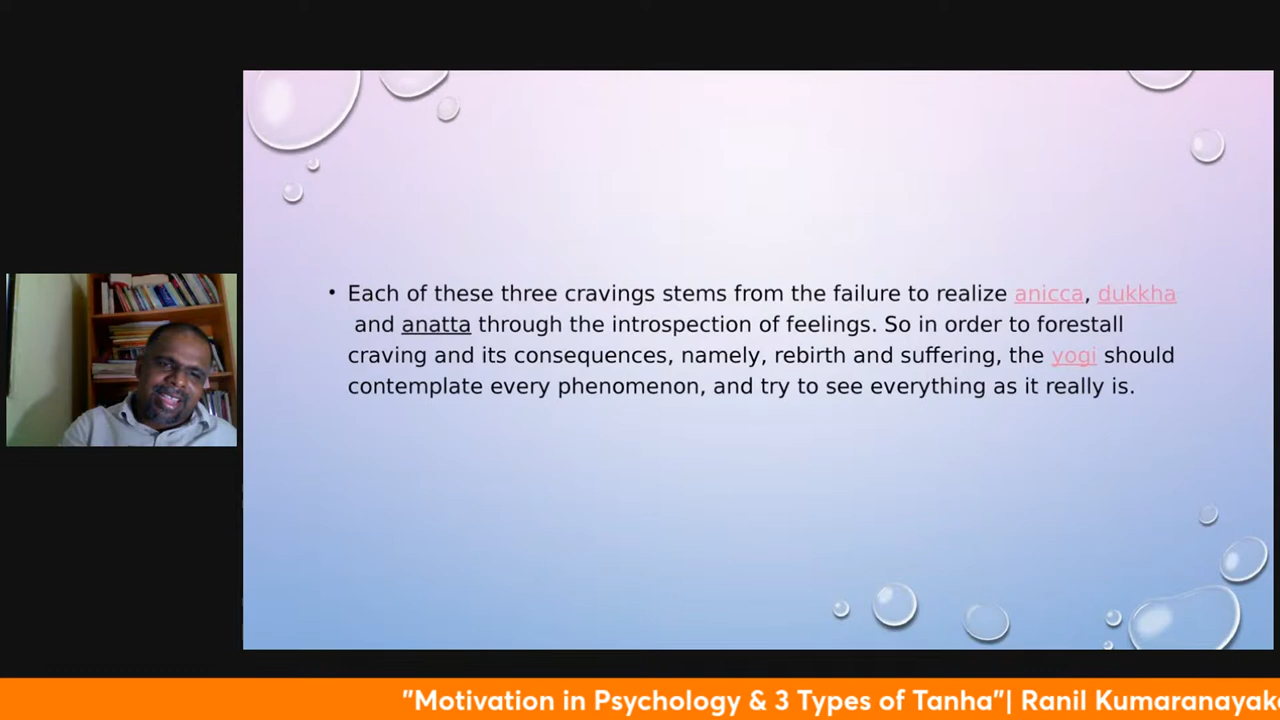 • Each of these three cravings stems from the failure to realize anicca, dukkha
and anatta through the introspection of feelings. So in order to forestall
craving and its consequences, namely, rebirth and suffering, the yogi should
contemplate every phenomenon, and try to see everything as it really is.
"Motivation in Psychology & 3 Types of Tanha"| Ranil Kumaranayak